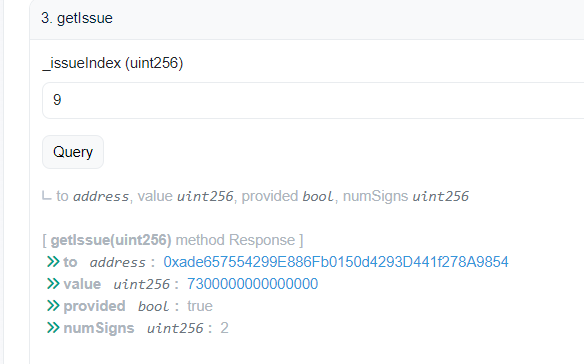 3. getIssue
_issueIndex (uint256)
9
Query
to address, value uint256, provided bool, numSigns uint256
[ getIssue(uint256) method Response ]
to address : 0xade657554299E886Fb0150d4293D441f278A9854
value uint256 : 7300000000000000
provided bool : true
numSigns uint256 : 2